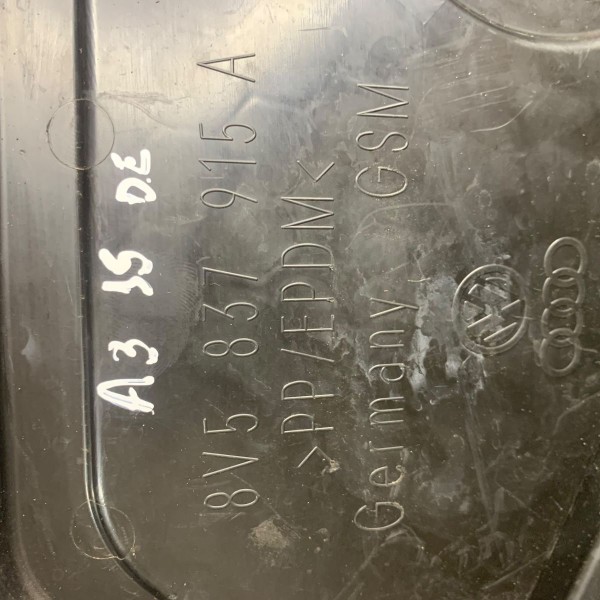 A3 15 D.E
8V5 837 915 A
>PP/EPDM<
Germany GSM